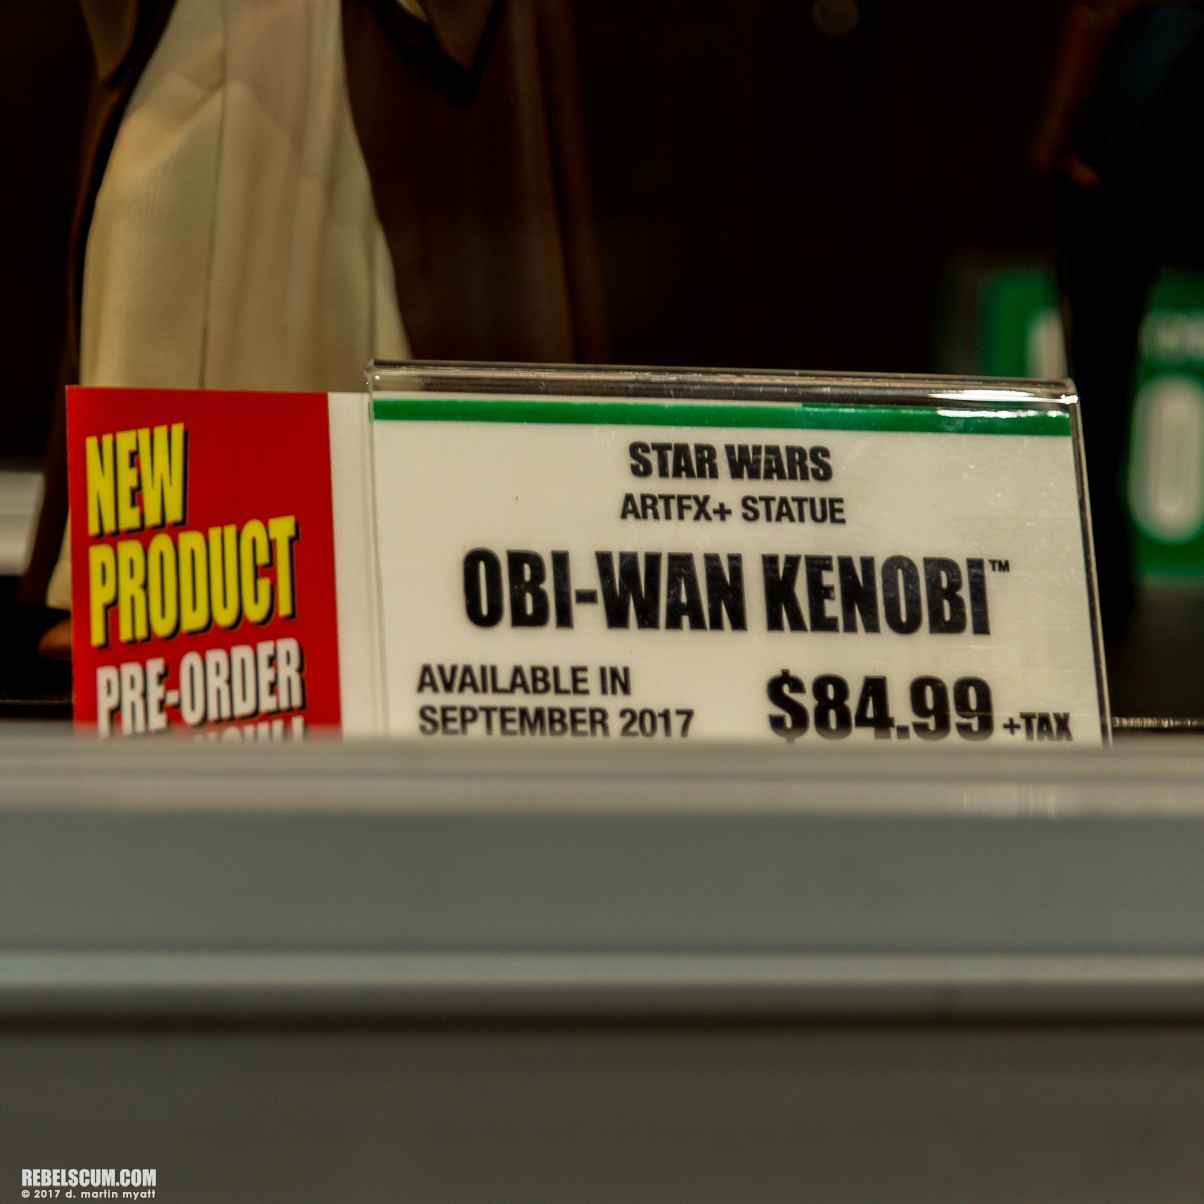 NEW
PRODUCT
PRE-ORDER
STAR WARS
ARTFX+ STATUE
OBI-WAN KENOBI™
AVAILABLE IN
SEPTEMBER 2017
$84.99 +TAX
REBELSCUM.COM
© 2017 d. martin myatt